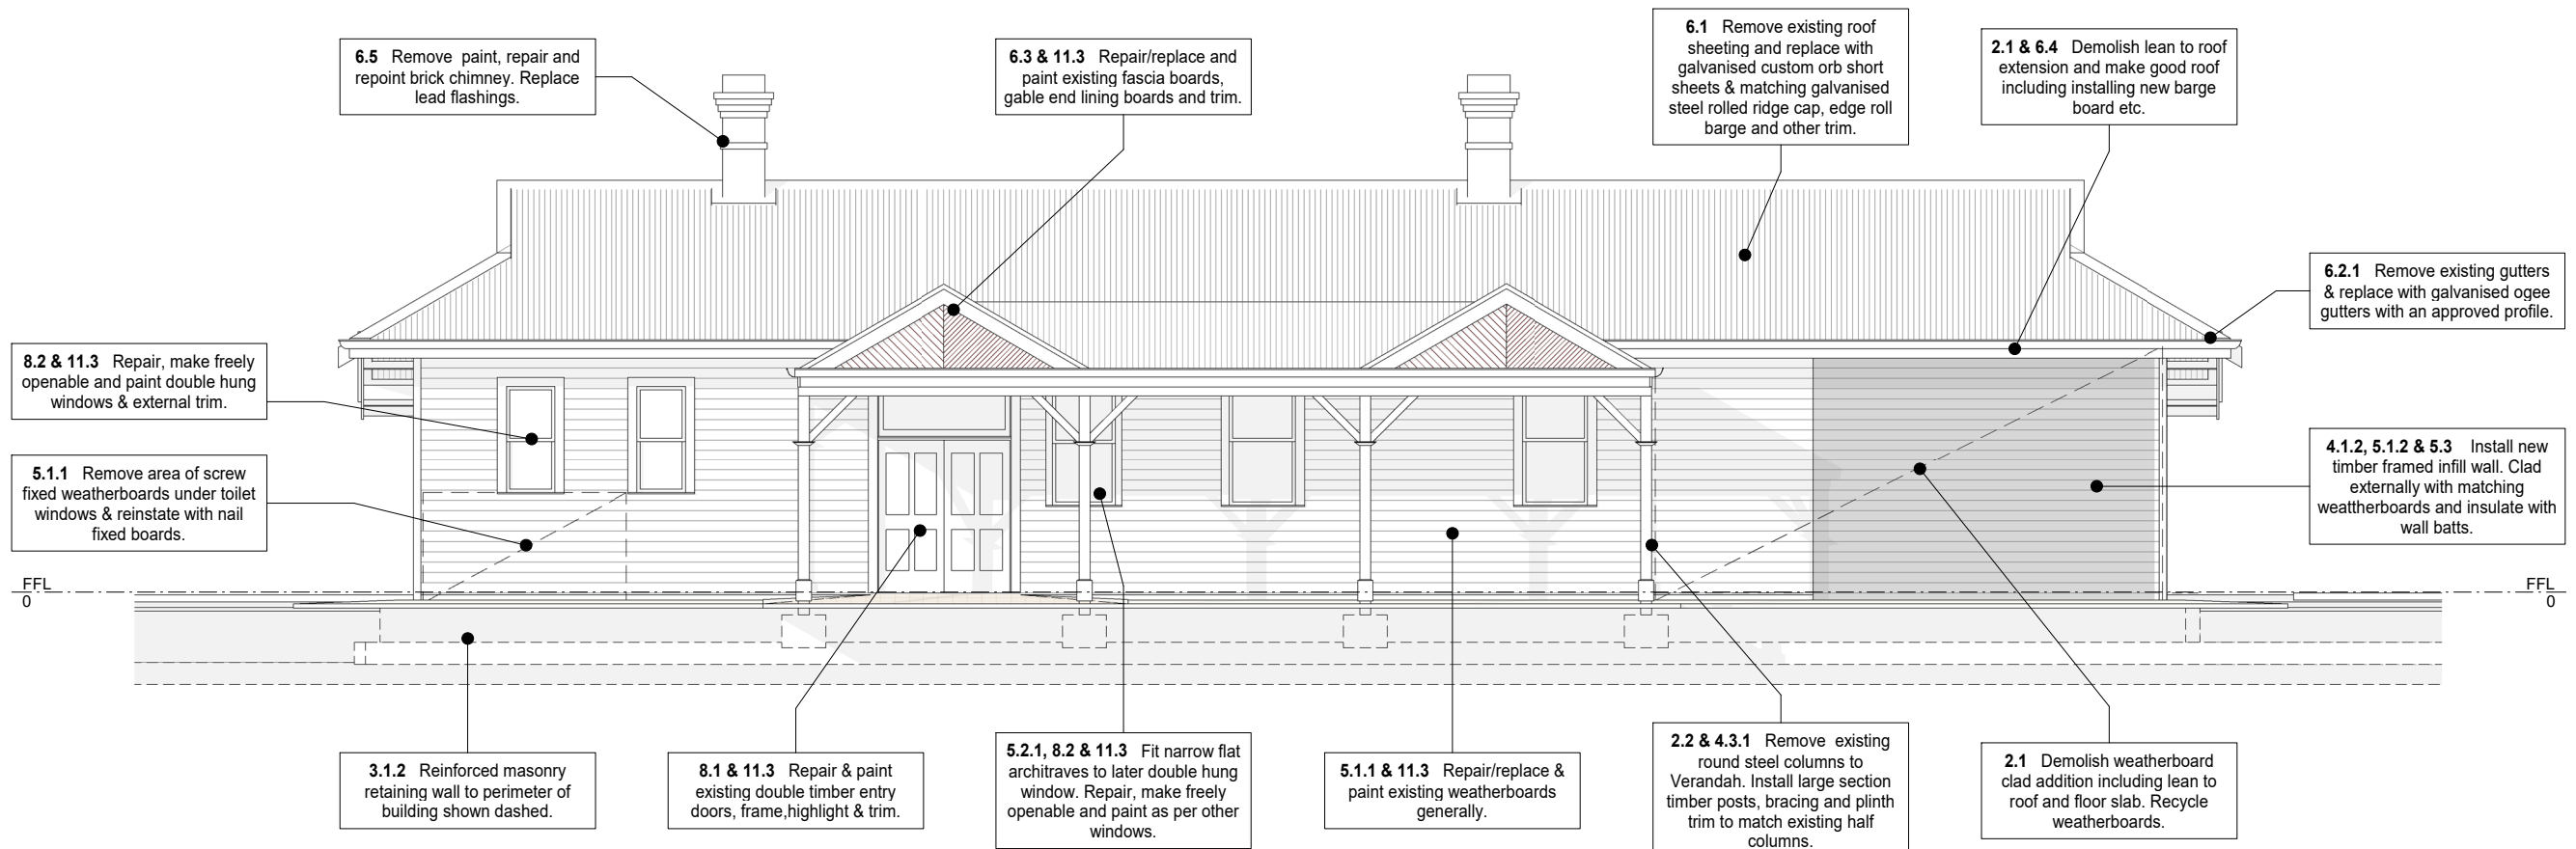 6.5 Remove paint, repair and
repoint brick chimney. Replace
lead flashings.
6.3 & 11.3 Repair/replace and
paint existing fascia boards,
gable end lining boards and trim.
6.1 Remove existing roof
sheeting and replace with
galvanised custom orb short
sheets & matching galvanised
steel rolled ridge cap, edge roll
barge and other trim.
2.1 & 6.4 Demolish lean to roof
extension and make good roof
including installing new barge
board etc.
6.2.1 Remove existing gutters
& replace with galvanised ogee
gutters with an approved profile.
8.2 & 11.3 Repair, make freely
openable and paint double hung
windows & external trim.
5.1.1 Remove area of screw
fixed weatherboards under toilet
windows & reinstate with nail
fixed boards.
4.1.2, 5.1.2 & 5.3 Install new
timber framed infill wall. Clad
externally with matching
weattherboards and insulate with
wall batts.
FFL
0
FFL
0
3.1.2 Reinforced masonry
retaining wall to perimeter of
building shown dashed.
8.1 & 11.3 Repair & paint
existing double timber entry
doors, frame,highlight & trim.
5.2.1, 8.2 & 11.3 Fit narrow flat
architraves to later double hung
window. Repair, make freely
openable and paint as per other
windows.
5.1.1 & 11.3 Repair/replace &
paint existing weatherboards
generally.
2.2 & 4.3.1 Remove existing
round steel columns to
Verandah. Install large section
timber posts, bracing and plinth
trim to match existing half
columns.
2.1 Demolish weatherboard
clad addition including lean to
roof and floor slab. Recycle
weatherboards.